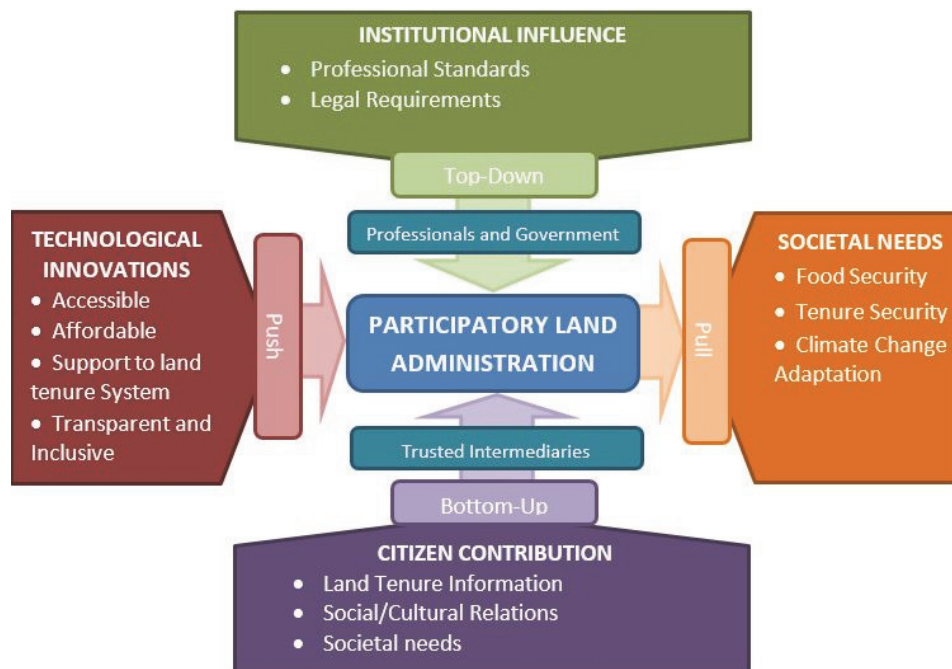 INSTITUTIONAL INFLUENCE
• Professional Standards
• Legal Requirements
Top-Down
Professionals and Government
TECHNOLOGICAL
INNOVATIONS
• Accessible
• Affordable
• Support to land
tenure System
• Transparent and
Inclusive
Push
PARTICIPATORY LAND
ADMINISTRATION
Pull
SOCIETAL NEEDS
• Food Security
• Tenure Security
• Climate Change
Adaptation
Trusted Intermediaries
Bottom-Up
CITIZEN CONTRIBUTION
• Land Tenure Information
• Social/Cultural Relations
• Societal needs